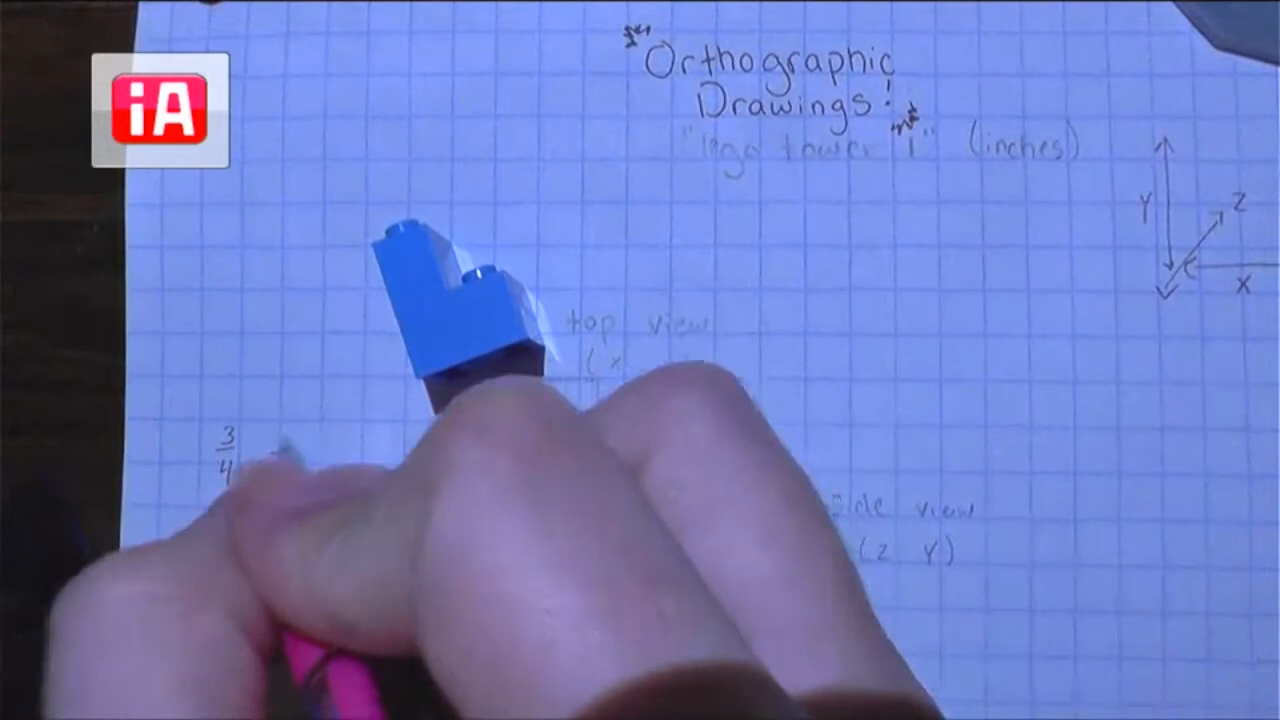 iA
Orthographic
Drawings!
"lego tower 1" (inches)
Y
Z
X
top view
(x
3
4
side view
(z Y)